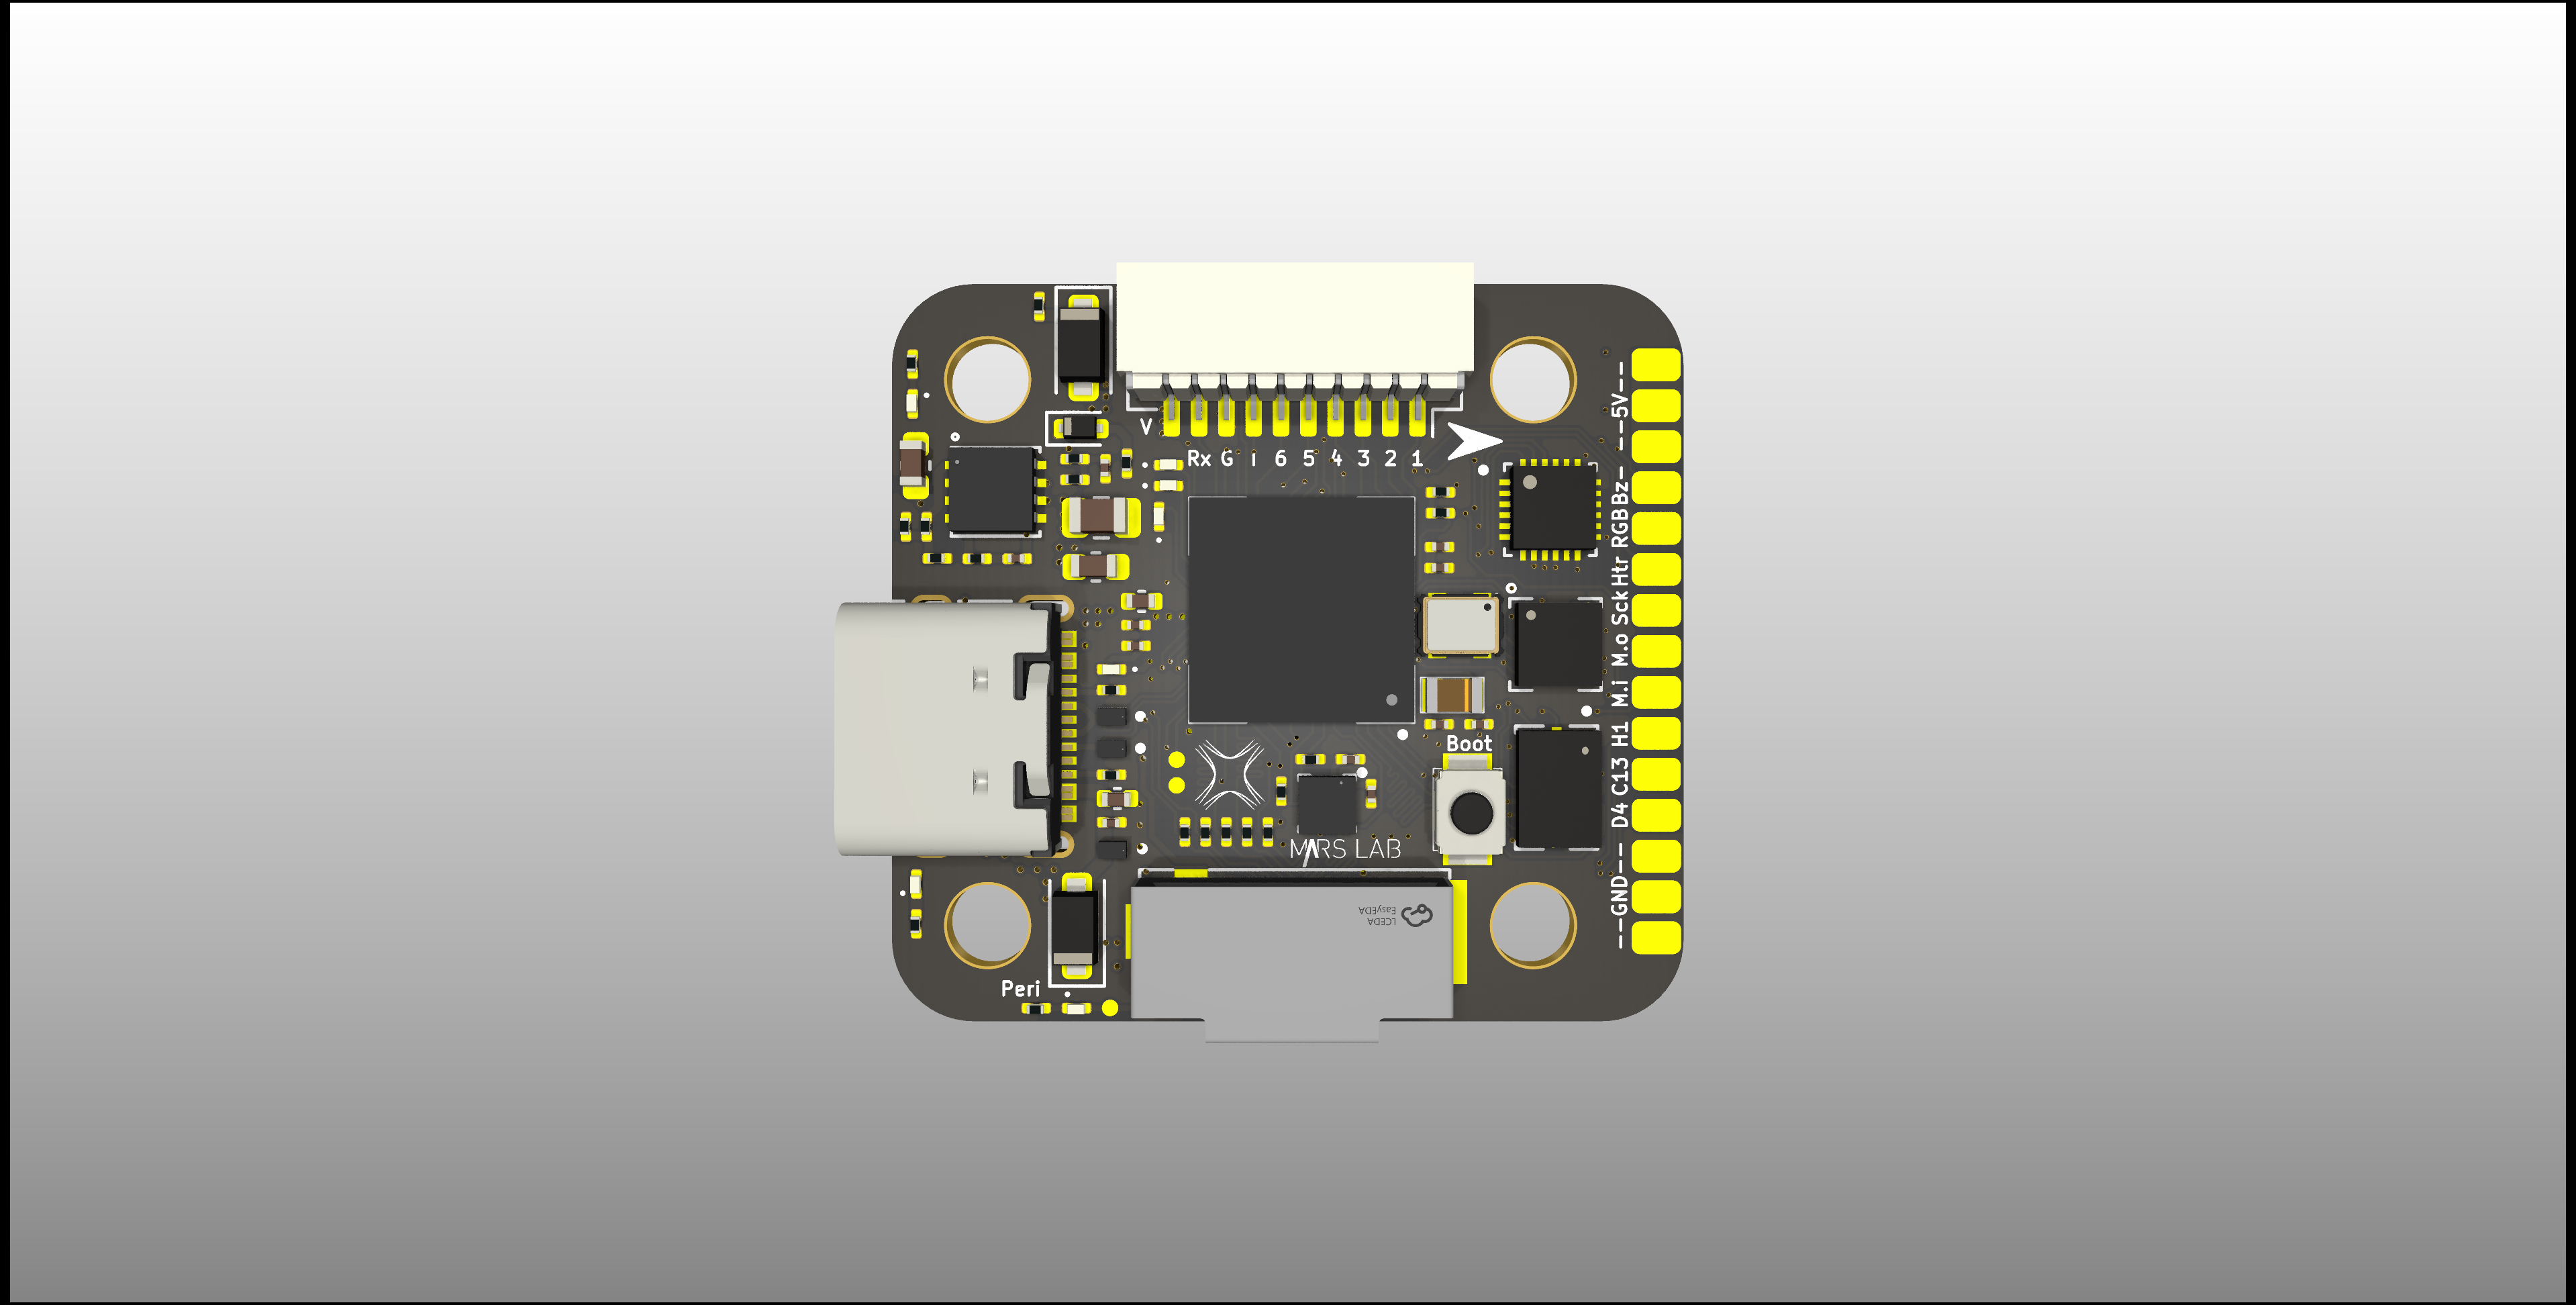 V
Rx G i 6 5 4 3 2 1
--5V--
Bz-
RGB
Htr
Sck
M.o
M.i
H1
C13
D4
--GND--
Boot
MARS LAB
LCEDA
EasyEDA
Peri